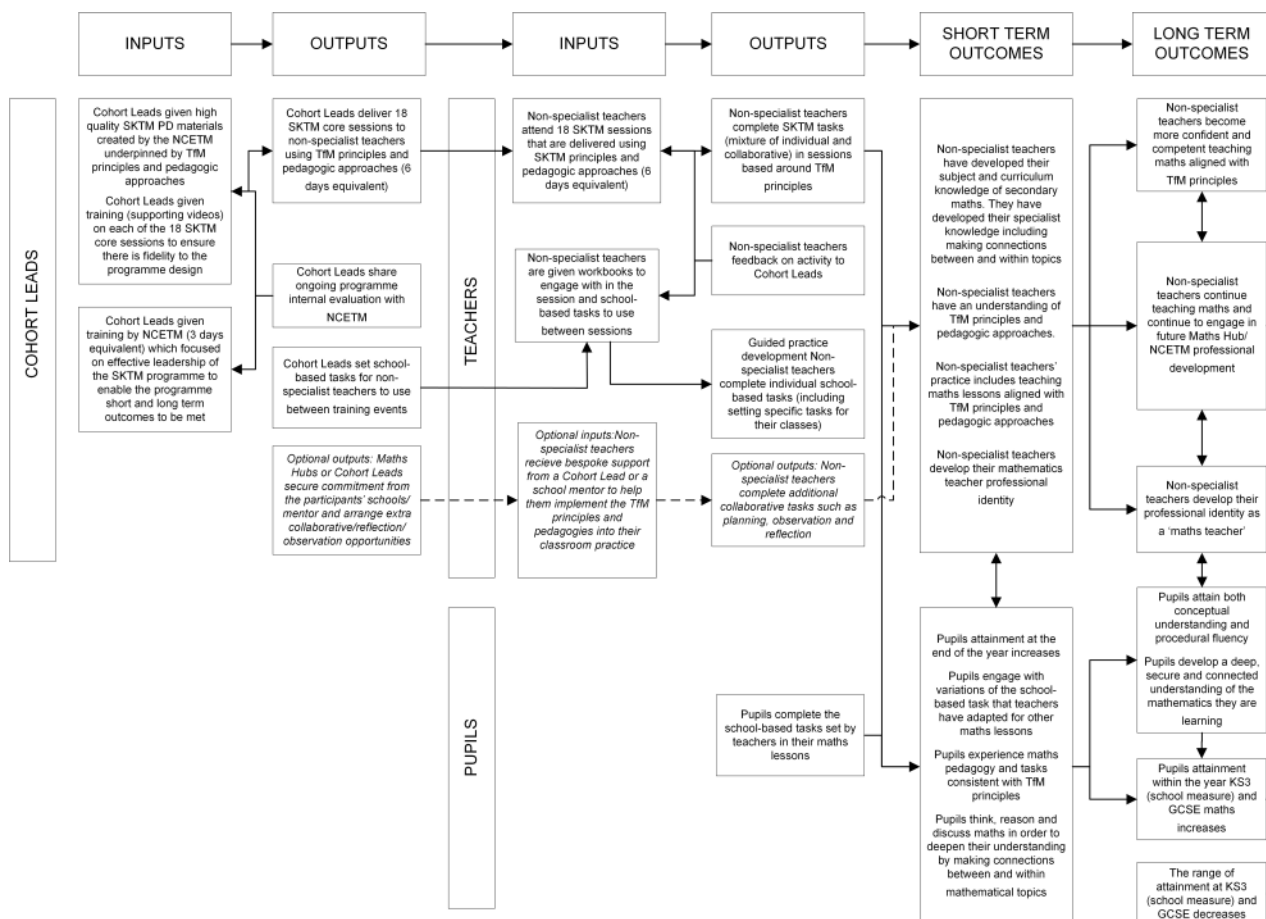 INPUTS
OUTPUTS
INPUTS
OUTPUTS
SHORT TERM
OUTCOMES
LONG TERM
OUTCOMES
COHORT LEADS
Cohort Leads given high
quality SKTM PD materials
created by the NCETM
underpinned by TfM
principles and pedagogic
approaches
Cohort Leads given
training (supporting videos)
on each of the 18 SKTM
core sessions to ensure
there is fidelity to the
programme design
Cohort Leads given
training by NCETM (3 days
equivalent) which focused
on effective leadership of
the SKTM programme to
enable the programme
short and long term
outcomes to be met
Cohort Leads deliver 18
SKTM core sessions to
non-specialist teachers
using TfM principles and
pedagogic approaches (6
days equivalent)
Cohort Leads share
ongoing programme
internal evaluation with
NCETM
Cohort Leads set school-
based tasks for non-
specialist teachers to use
between training events
Optional outputs: Maths
Hubs or Cohort Leads
secure commitment from
the participants' schools/
mentor and arrange extra
collaborative/reflection/
observation opportunities
TEACHERS
Non-specialist teachers
attend 18 SKTM sessions
that are delivered using
SKTM principles and
pedagogic approaches (6
days equivalent)
Non-specialist teachers
are given workbooks to
engage with in the
session and school-
based tasks to use
between sessions
Optional inputs:Non-
specialist teachers
recieve bespoke support
from a Cohort Lead or a
school mentor to help
them implement the TfM
principles and
pedagogies into their
classroom practice
Non-specialist teachers
complete SKTM tasks
(mixture of individual and
collaborative) in sessions
based around TfM
principles
Non-specialist teachers
feedback on activity to
Cohort Leads
Guided practice
development Non-
specialist teachers
complete individual school-
based tasks (including
setting specific tasks for
their classes)
Optional outputs: Non-
specialist teachers
complete additional
collaborative tasks such as
planning, observation and
reflection
Non-specialist teachers
have developed their
subject and curriculum
knowledge of secondary
maths. They have
developed their specialist
knowledge including
making connections
between and within topics
Non-specialist teachers
have an understanding of
TfM principles and
pedagogic approaches.
Non-specialist teachers'
practice includes teaching
maths lessons aligned with
TfM principles and
pedagogic approaches
Non-specialist teachers
develop their mathematics
teacher professional
identity
Non-specialist
teachers become
more confident and
competent teaching
maths aligned with
TfM principles
Non-specialist
teachers continue
teaching maths and
continue to engage in
future Maths Hub/
NCETM professional
development
Non-specialist
teachers develop their
professional identity as
a 'maths teacher'
PUPILS
Pupils complete the
school-based tasks set by
teachers in their maths
lessons
Pupils attainment at the
end of the year increases
Pupils engage with
variations of the school-
based task that teachers
have adapted for other
maths lessons
Pupils experience maths
pedagogy and tasks
consistent with TfM
principles
Pupils think, reason and
discuss maths in order to
deepen their understanding
by making connections
between and within
mathematical topics
Pupils attain both
conceptual
understanding and
procedural fluency
Pupils develop a deep,
secure and connected
understanding of the
mathematics they are
learning
Pupils attainment
within the year KS3
(school measure) and
GCSE maths
increases
The range of
attainment at KS3
(school measure) and
GCSE decreases